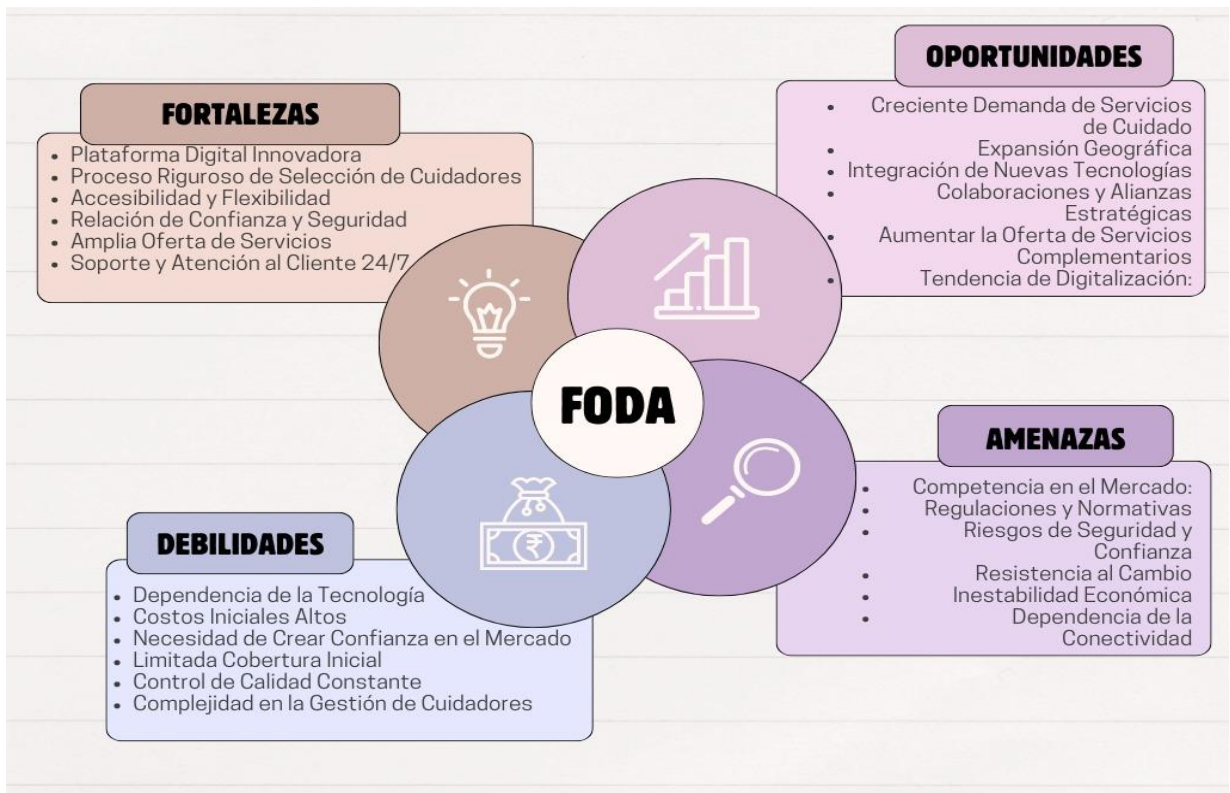 FORTALEZAS
• Plataforma Digital Innovadora
• Proceso Riguroso de Selección de Cuidadores
• Accesibilidad y Flexibilidad
• Relación de Confianza y Seguridad
• Amplia Oferta de Servicios
• Soporte y Atención al Cliente 24/7
OPORTUNIDADES
• Creciente Demanda de Servicios
de Cuidado
• Expansión Geográfica
• Integración de Nuevas Tecnologías
• Colaboraciones y Alianzas
Estratégicas
• Aumentar la Oferta de Servicios
Complementarios
• Tendencia de Digitalización:
FODA
DEBILIDADES
• Dependencia de la Tecnología
• Costos Iniciales Altos
• Necesidad de Crear Confianza en el Mercado
• Limitada Cobertura Inicial
• Control de Calidad Constante
• Complejidad en la Gestión de Cuidadores
₹
AMENAZAS
• Competencia en el Mercado:
• Regulaciones y Normativas
• Riesgos de Seguridad y
Confianza
• Resistencia al Cambio
• Inestabilidad Económica
• Dependencia de la
Conectividad